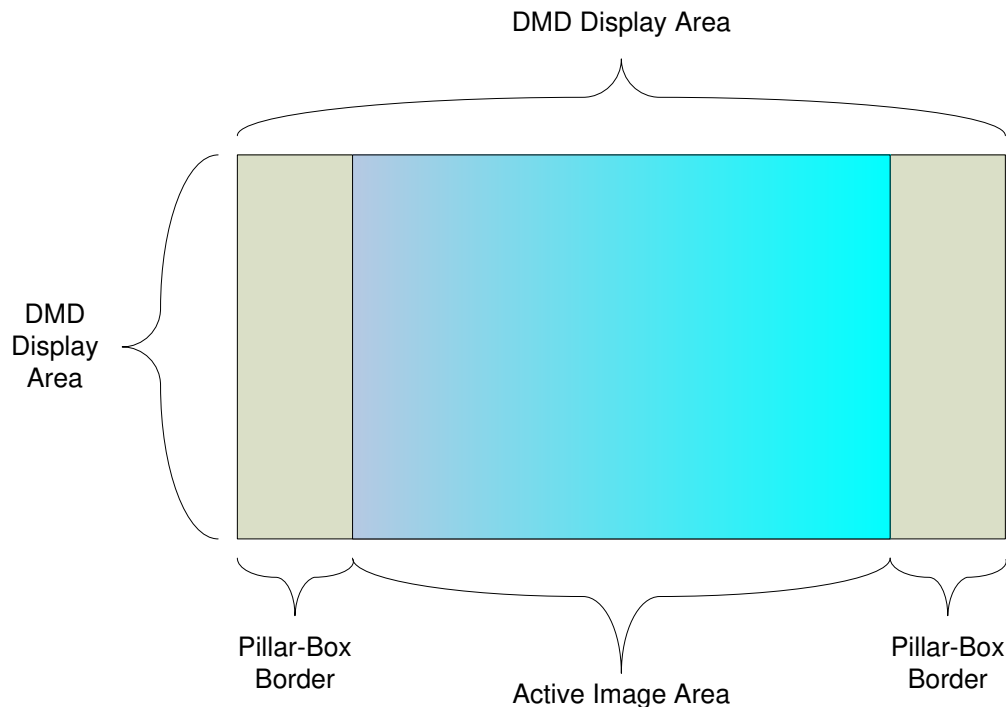 DMD Display Area
DMD
Display
Area
Pillar-Box
Border
Active Image Area
Pillar-Box
Border